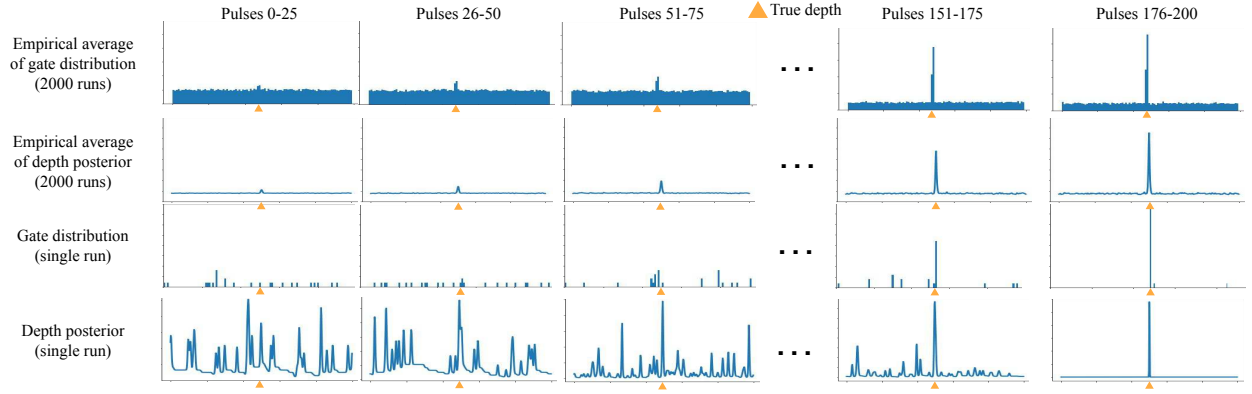 Pulses 0-25 Pulses 26-50 Pulses 51-75 True depth Pulses 151-175 Pulses 176-200
Empirical average
of gate distribution
(2000 runs)
. . .
Empirical average
of depth posterior
(2000 runs)
. . .
Gate distribution
(single run)
. . .
Depth posterior
(single run)
. . .